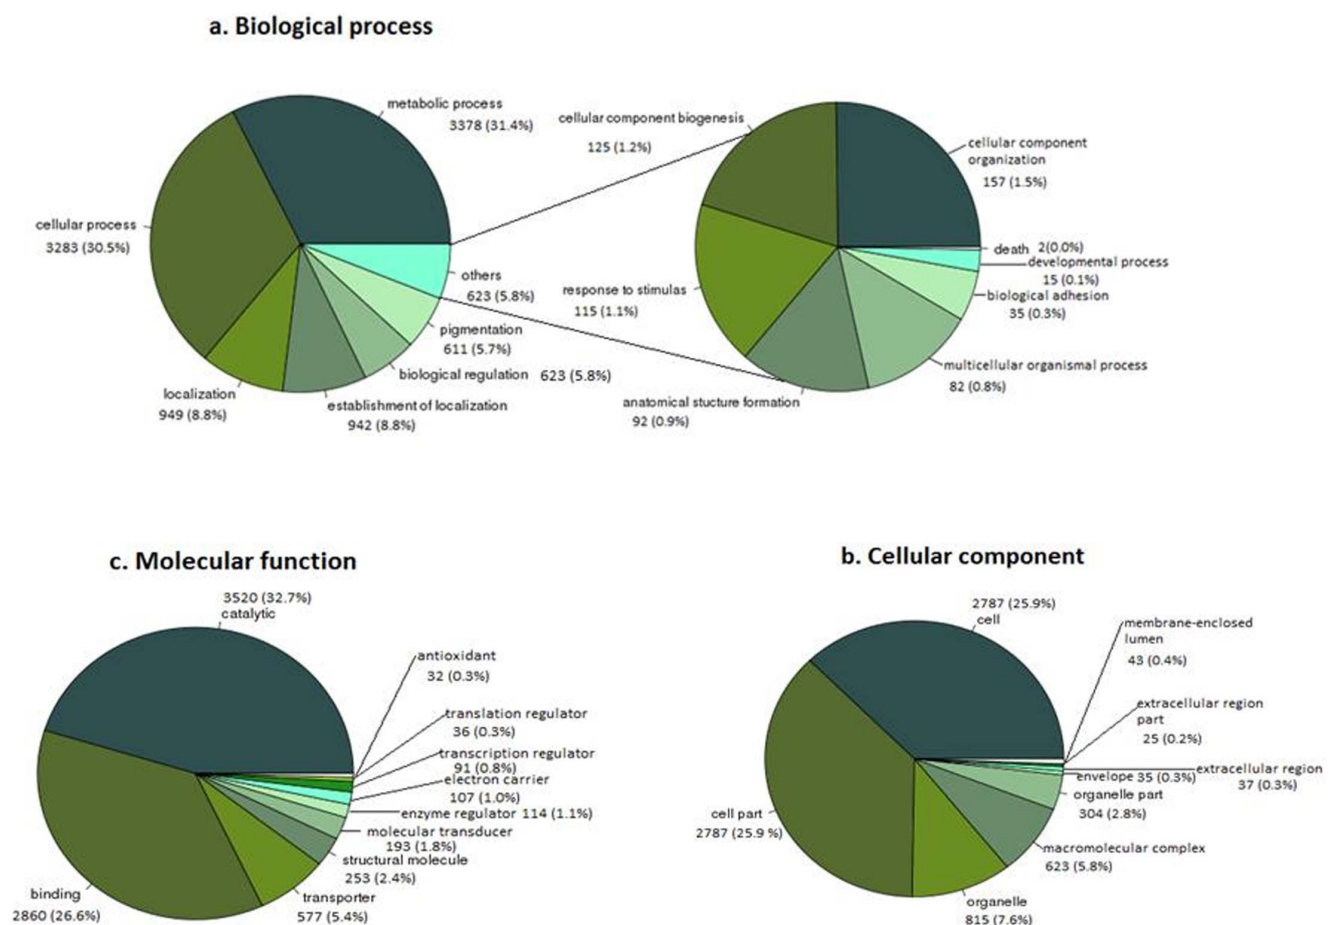 a. Biological process
metabolic process
3378 (31.4%)
cellular process
3283 (30.5%)
others
623 (5.8%)
pigmentation
611 (5.7%)
biological regulation 623 (5.8%)
localization
949 (8.8%)
establishment of localization
942 (8.8%)
cellular component biogenesis
125 (1.2%)
cellular component
organization
157 (1.5%)
death 2(0.0%)
developmental process
15 (0.1%)
biological adhesion
35 (0.3%)
response to stimulas
115 (1.1%)
multicellular organismal process
82 (0.8%)
anatomical stucture formation
92 (0.9%)
c. Molecular function
3520 (32.7%)
catalytic
antioxidant
32 (0.3%)
translation regulator
36 (0.3%)
transcription regulator
91 (0.8%)
electron carrier
107 (1.0%)
enzyme regulator 114 (1.1%)
molecular transducer
193 (1.8%)
structural molecule
253 (2.4%)
transporter
577 (5.4%)
binding
2860 (26.6%)
b. Cellular component
2787 (25.9%)
cell
membrane-enclosed
lumen
43 (0.4%)
extracellular region
part
25 (0.2%)
extracellular region
37 (0.3%)
envelope 35 (0.3%)
organelle part
304 (2.8%)
cell part
2787 (25.9 %)
macromolecular complex
623 (5.8%)
organelle
815 (7.6%)